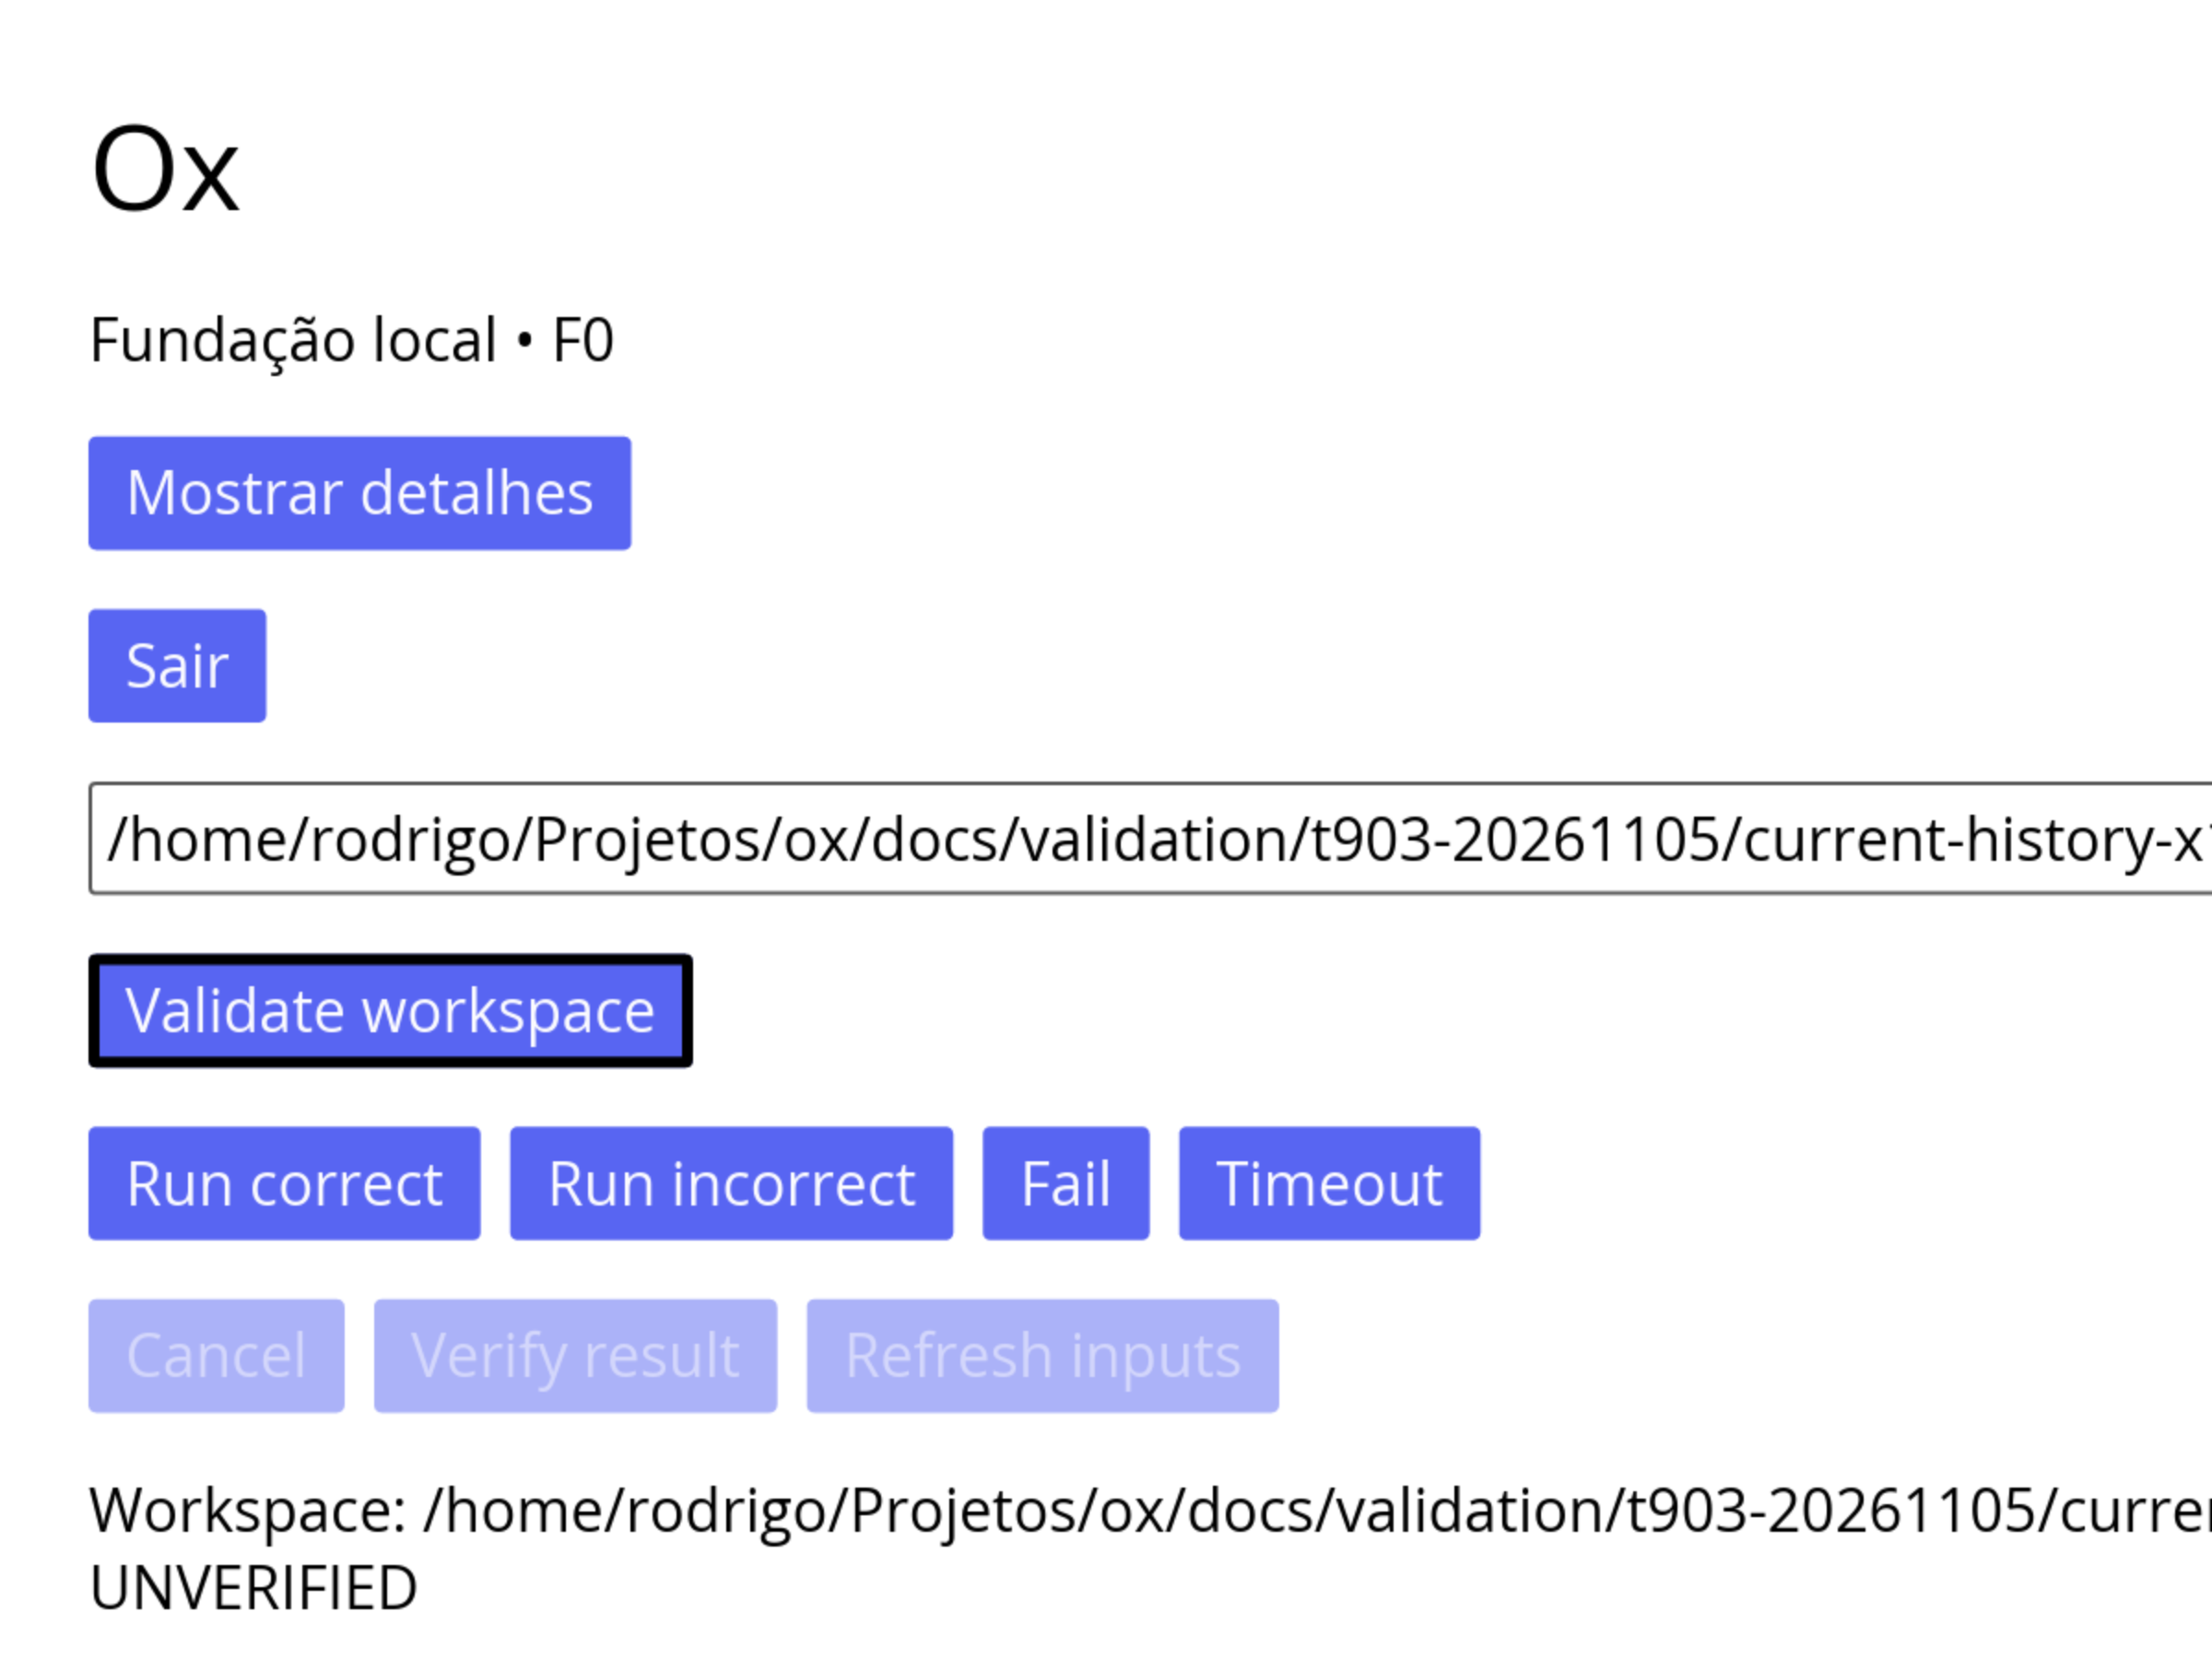 Ox
Fundação local • F0
Mostrar detalhes
Sair
/home/rodrigo/Projetos/ox/docs/validation/t903-20261105/current-history-x
Validate workspace
Run correct Run incorrect Fail Timeout
Cancel Verify result Refresh inputs
Workspace: /home/rodrigo/Projetos/ox/docs/validation/t903-20261105/curre
UNVERIFIED